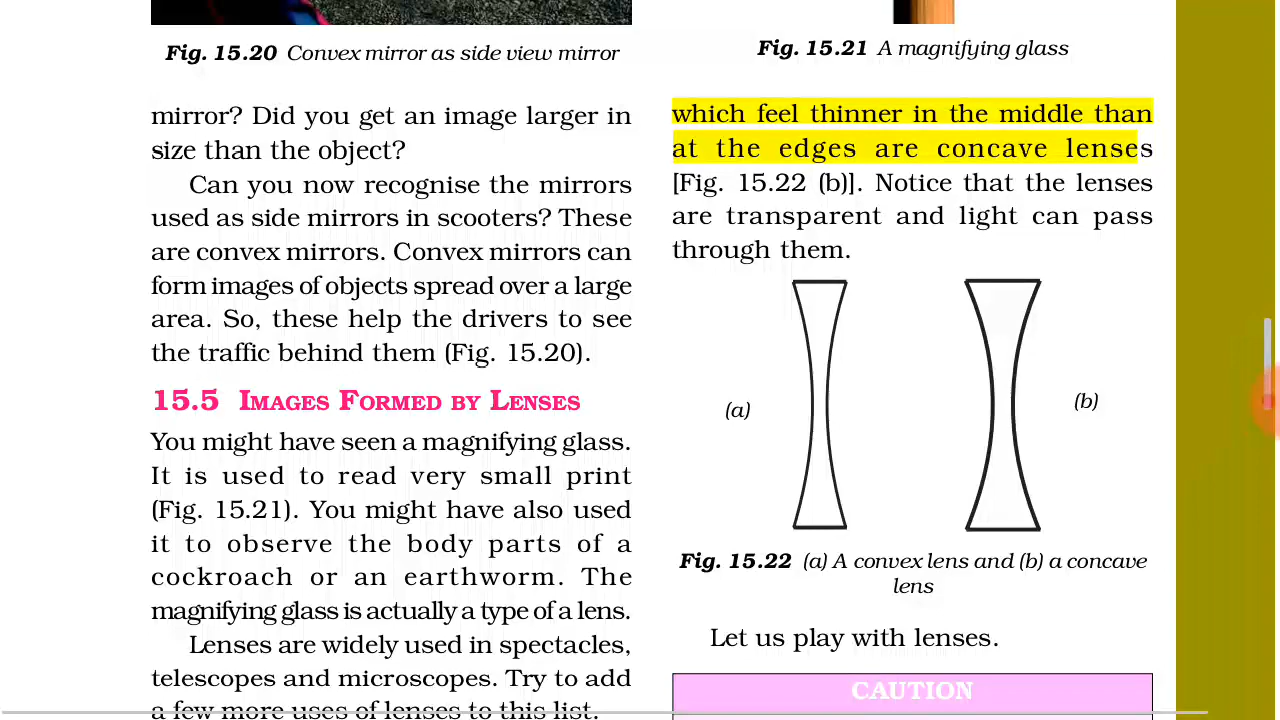 Fig. 15.20 Convex mirror as side view mirror
mirror? Did you get an image larger in
size than the object?
Can you now recognise the mirrors
used as side mirrors in scooters? These
are convex mirrors. Convex mirrors can
form images of objects spread over a large
area. So, these help the drivers to see
the traffic behind them (Fig. 15.20).
15.5 IMAGES FORMED BY LENSES
You might have seen a magnifying glass.
It is used to read very small print
(Fig. 15.21). You might have also used
it to observe the body parts of a
cockroach or an earthworm. The
magnifying glass is actually a type of a lens.
Lenses are widely used in spectacles,
telescopes and microscopes. Try to add
a few more uses of lenses to this list.
Fig. 15.21 A magnifying glass
which feel thinner in the middle than
at the edges are concave lenses
[Fig. 15.22 (b)]. Notice that the lenses
are transparent and light can pass
through them.
(a)
(b)
Fig. 15.22 (a) A convex lens and (b) a concave
lens
Let us play with lenses.
CAUTION